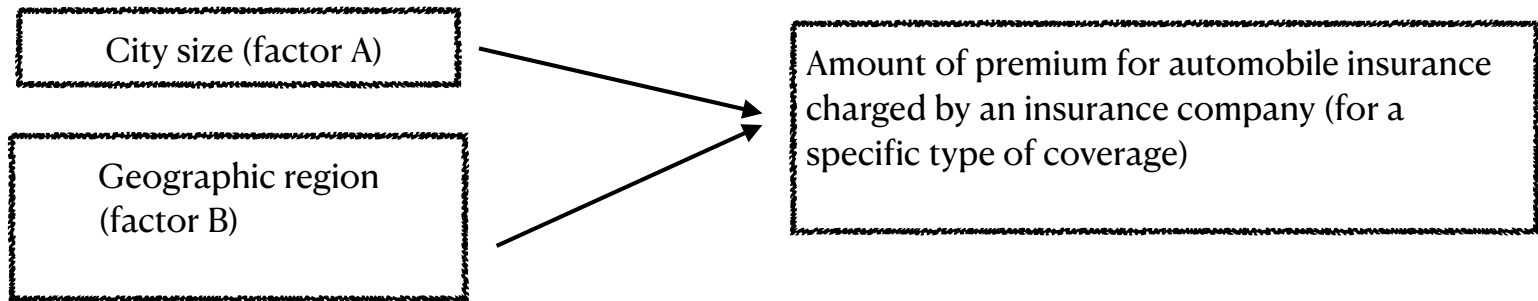 City size (factor A)
Geographic region
(factor B)
Amount of premium for automobile insurance
charged by an insurance company (for a
specific type of coverage)